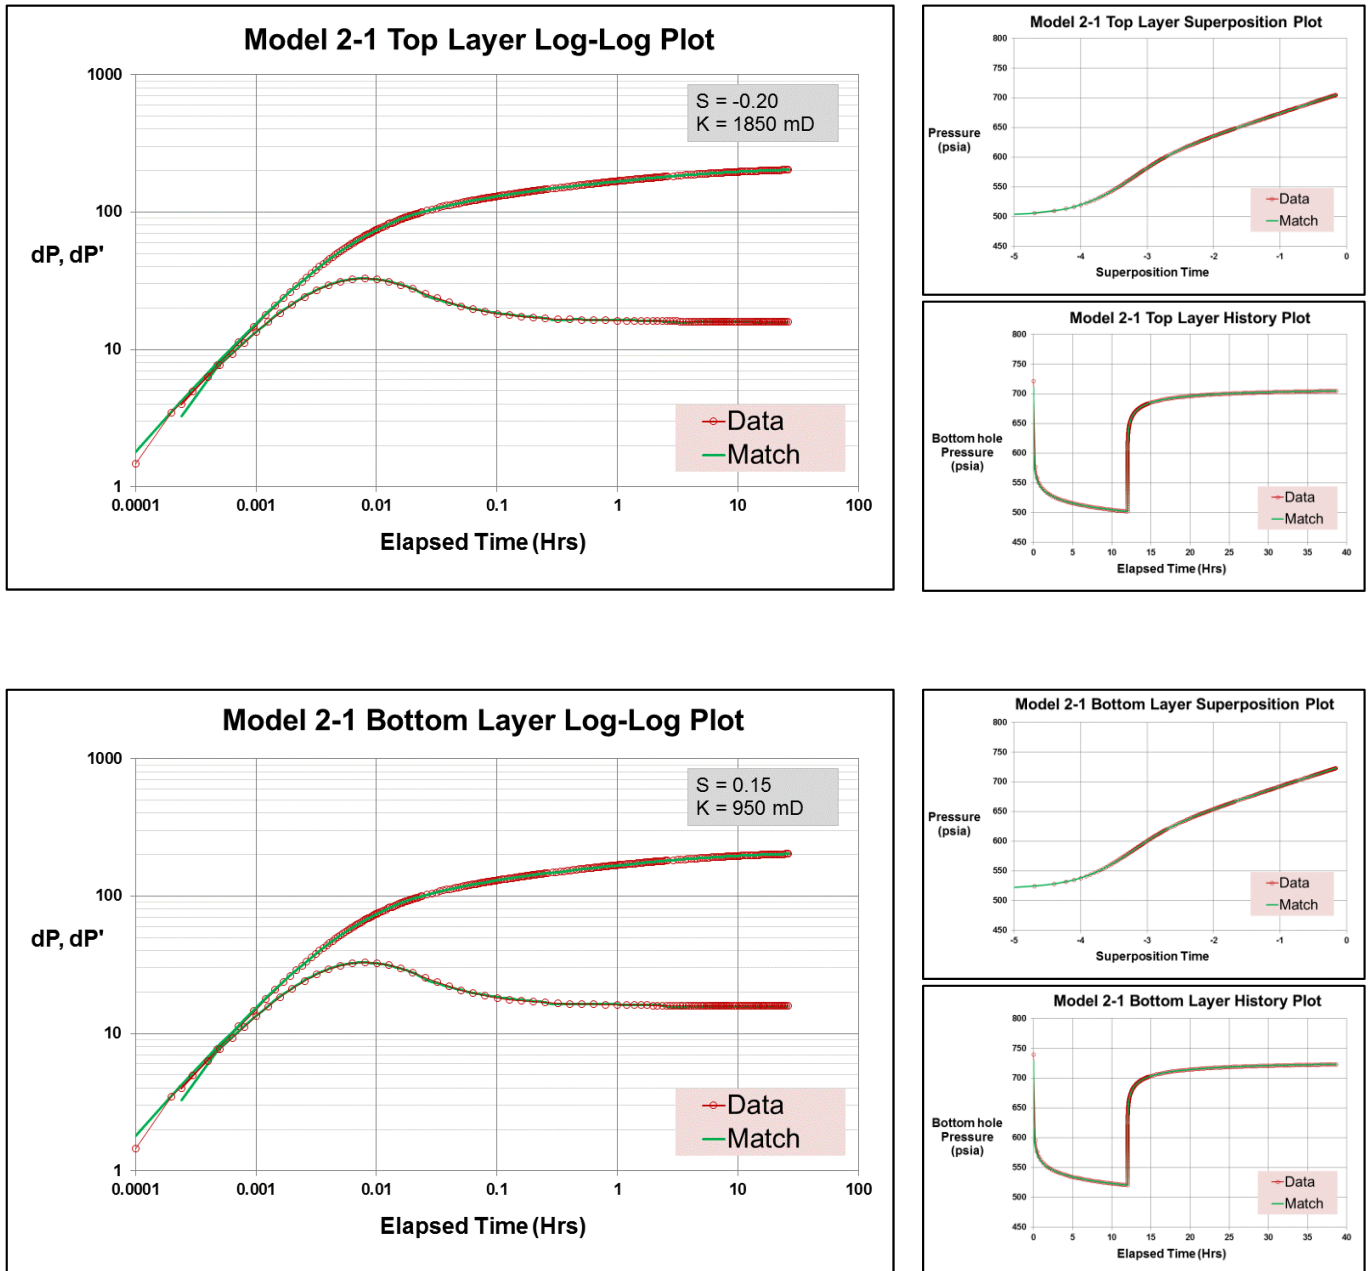 Model 2-1 Top Layer Log-Log Plot
1000
100
10
1
dP, dP'
S = -0.20
K = 1850 mD
Data
Match
0.0001 0.001 0.01 0.1 1 10 100
Elapsed Time (Hrs)
Model 2-1 Top Layer Superposition Plot
800
750
700
650
600
550
500
450
Pressure
(psia)
Data
Match
-5 -4 -3 -2 -1 0
Superposition Time
Model 2-1 Top Layer History Plot
800
750
700
650
600
550
500
450
Bottom hole
Pressure
(psia)
Data
Match
0 5 10 15 20 25 30 35 40
Elapsed Time (Hrs)
Model 2-1 Bottom Layer Log-Log Plot
1000
100
10
1
dP, dP'
S = 0.15
K = 950 mD
Data
Match
0.0001 0.001 0.01 0.1 1 10 100
Elapsed Time (Hrs)
Model 2-1 Bottom Layer Superposition Plot
800
750
700
650
600
550
500
450
Pressure
(psia)
Data
Match
-5 -4 -3 -2 -1 0
Superposition Time
Model 2-1 Bottom Layer History Plot
800
750
700
650
600
550
500
450
Bottom hole
Pressure
(psia)
Data
Match
0 5 10 15 20 25 30 35 40
Elapsed Time (Hrs)